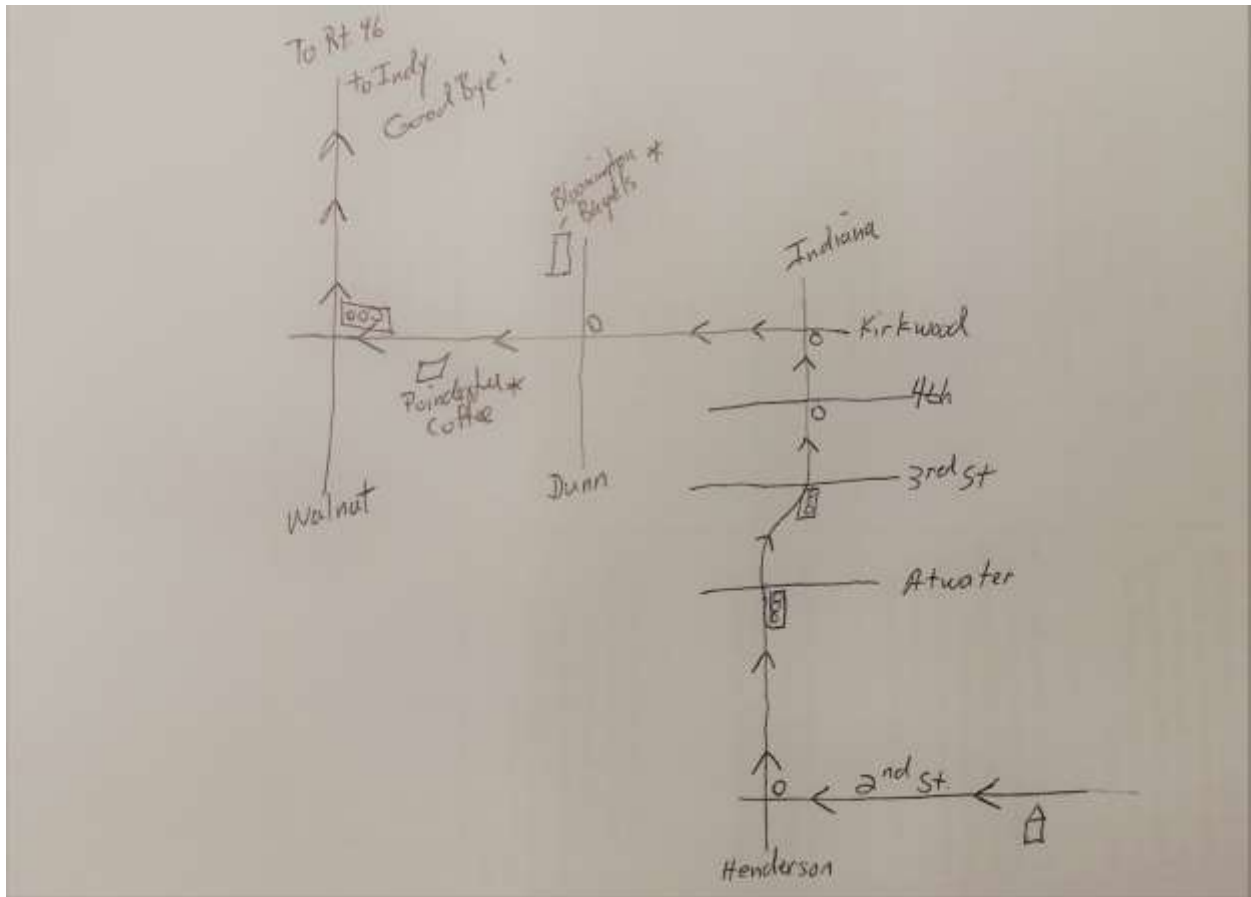 To Rt 46
to Indy
Good Bye!
Bloomington *
Bagels
Indiana
Kirkwood
4th
Poindexter *
Coffee
3rd St
Dunn
Walnut
Atwater
2nd St.
Henderson